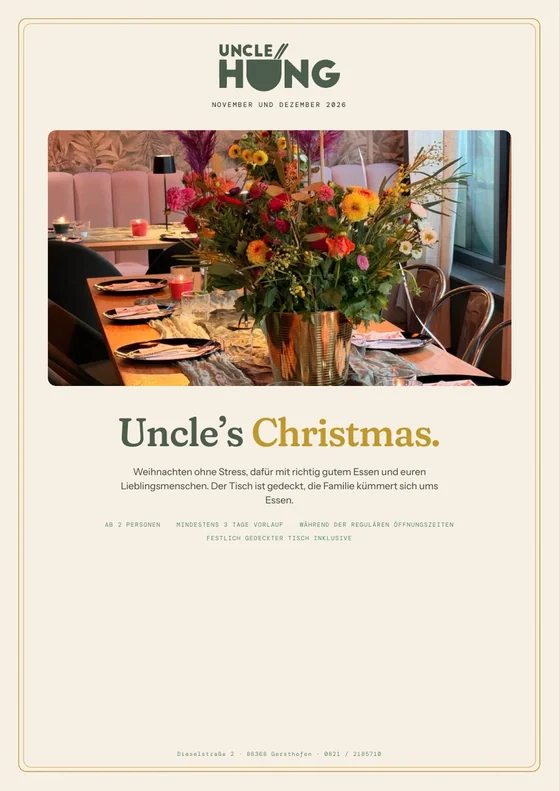 UNCLE
HUNG
NOVEMBER UND DEZEMBER 2026
Uncle’s Christmas.
Weihnachten ohne Stress, dafür mit richtig gutem Essen und euren
Lieblingsmenschen. Der Tisch ist gedeckt, die Familie kümmert sich ums
Essen.
AB 2 PERSONEN MINDESTENS 3 TAGE VORLAUF WÄHREND DER REGULÄREN ÖFFNUNGSZEITEN
FESTLICH GEDECKTER TISCH INKLUSIVE
Dieselstraße 2 · 86368 Gersthofen · 0821 / 2185710